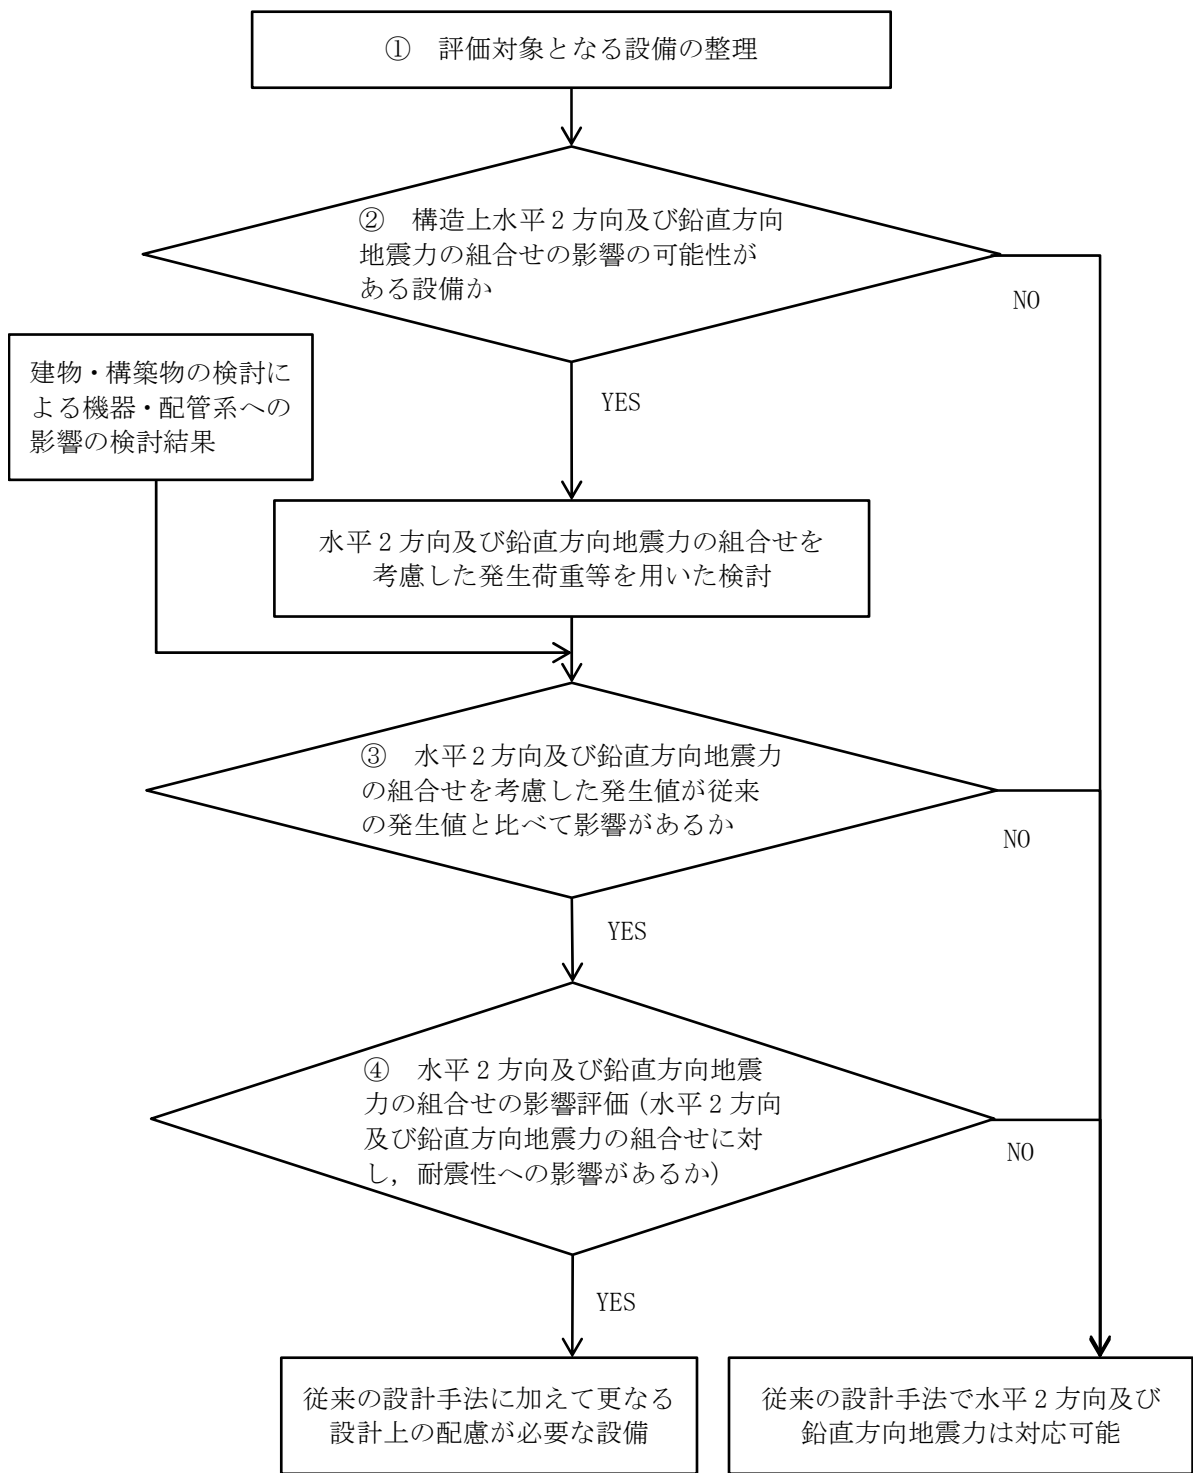 ① 評価対象となる設備の整理
② 構造上水平２方向及び鉛直方向
地震力の組合せの影響の可能性が
ある設備か
NO
建物・構築物の検討に
よる機器・配管系への
影響の検討結果
YES
水平２方向及び鉛直方向地震力の組合せを
考慮した発生荷重等を用いた検討
③ 水平２方向及び鉛直方向地震力
の組合せを考慮した発生値が従来
の発生値と比べて影響があるか
NO
YES
④ 水平２方向及び鉛直方向地震
力の組合せの影響評価（水平２方向
及び鉛直方向地震力の組合せに対
し，耐震性への影響があるか）
NO
YES
従来の設計手法に加えて更なる
設計上の配慮が必要な設備
従来の設計手法で水平２方向及び
鉛直方向地震力は対応可能